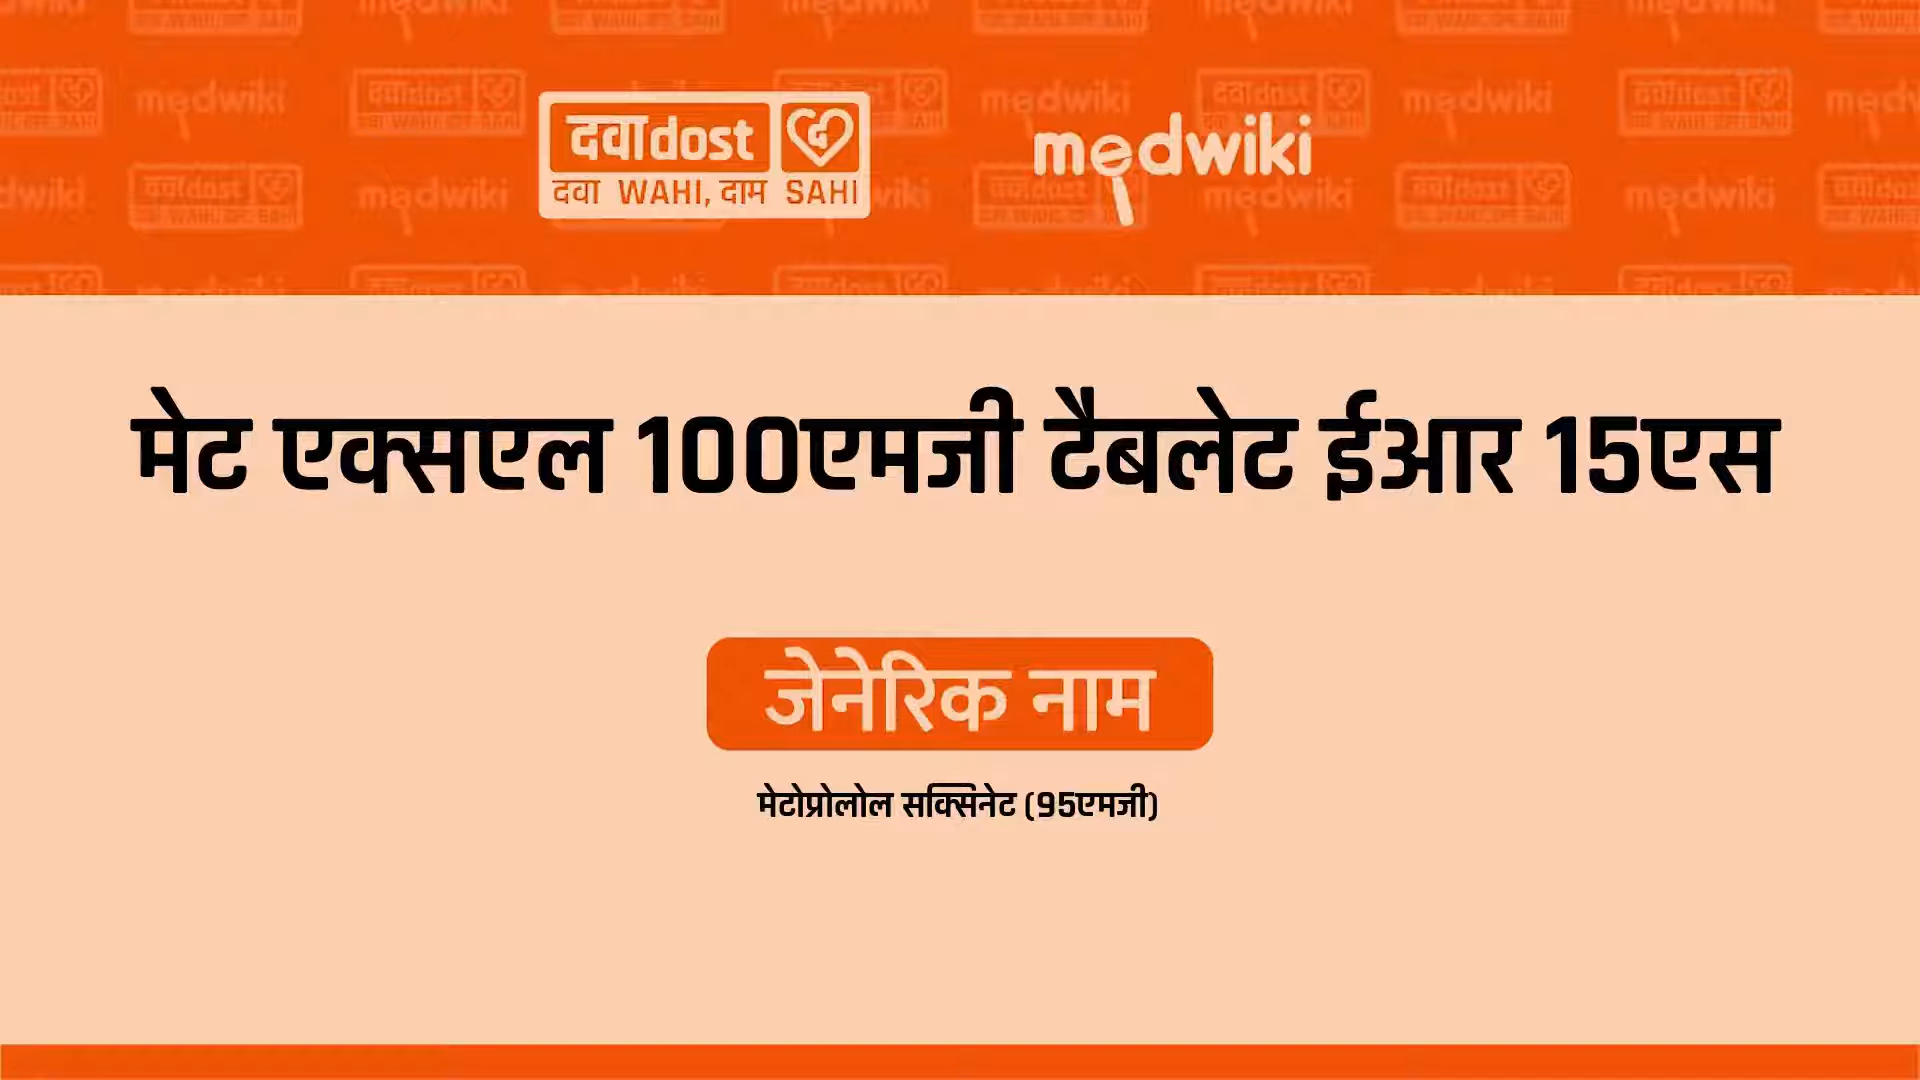 दवाdost
दवा WAHI, दाम SAHI
medwiki
मेट एक्सएल 100एमजी टैबलेट ईआर 15एस
जेनेरिक नाम
मेटोप्रोलोल सक्सिनेट (95एमजी)